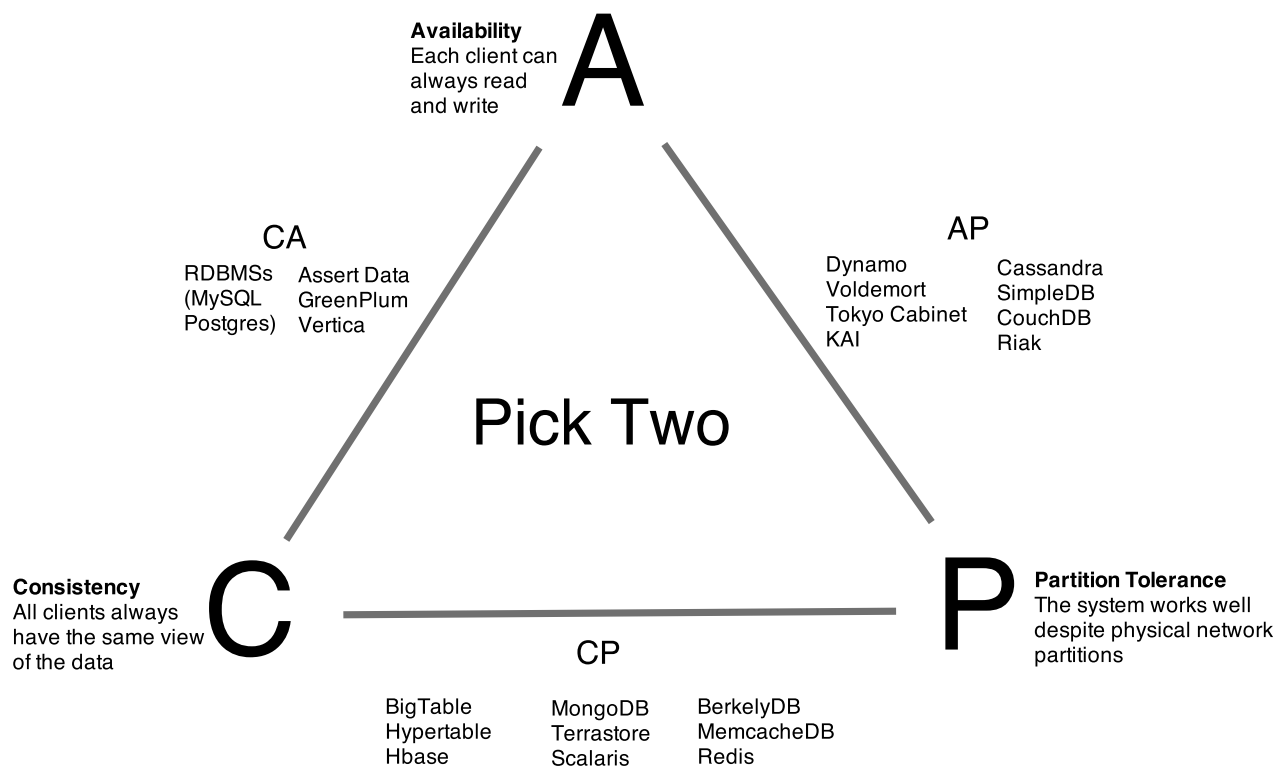 A
Availability
Each client can
always read
and write
CA
RDBMSs
(MySQL
Postgres)
Assert Data
GreenPlum
Vertica
AP
Dynamo
Voldemort
Tokyo Cabinet
KAI
Cassandra
SimpleDB
CouchDB
Riak
Pick Two
Consistency
All clients always
have the same view
of the data
C
P
Partition Tolerance
The system works well
despite physical network
partitions
CP
BigTable
Hypertable
Hbase
MongoDB
Terrastore
Scalaris
BerkelyDB
MemcacheDB
Redis